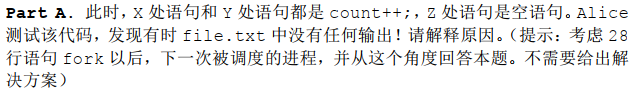 Part A. 此时，X 处语句和 Y 处语句都是 count++;，Z 处语句是空语句。Alice
测试该代码，发现有时 file.txt 中没有任何输出！请解释原因。（提示：考虑 28
行语句 fork 以后，下一次被调度的进程，并从这个角度回答本题。不需要给出解
决方案）